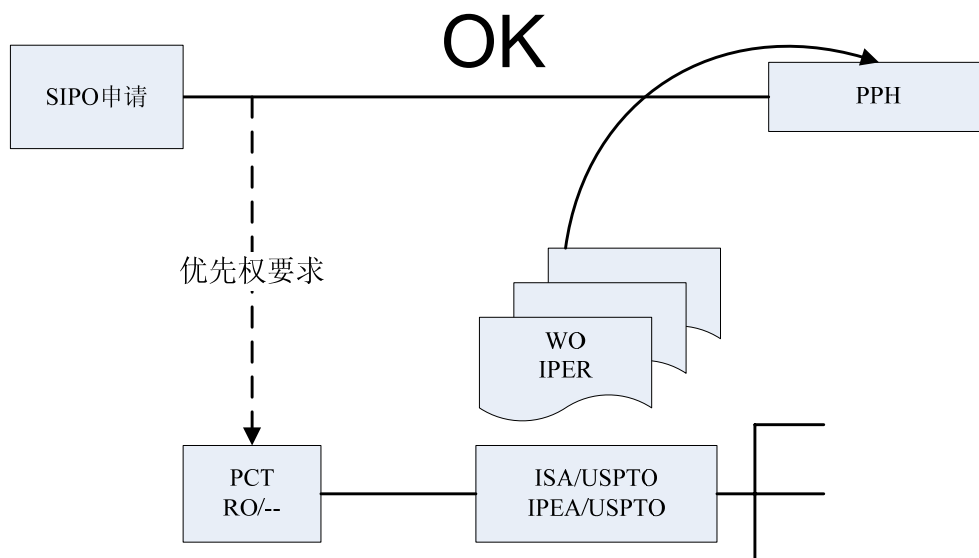 OK
SIPO申请
PPH
优先权要求
WO
IPER
PCT
RO/--
ISA/USPTO
IPEA/USPTO